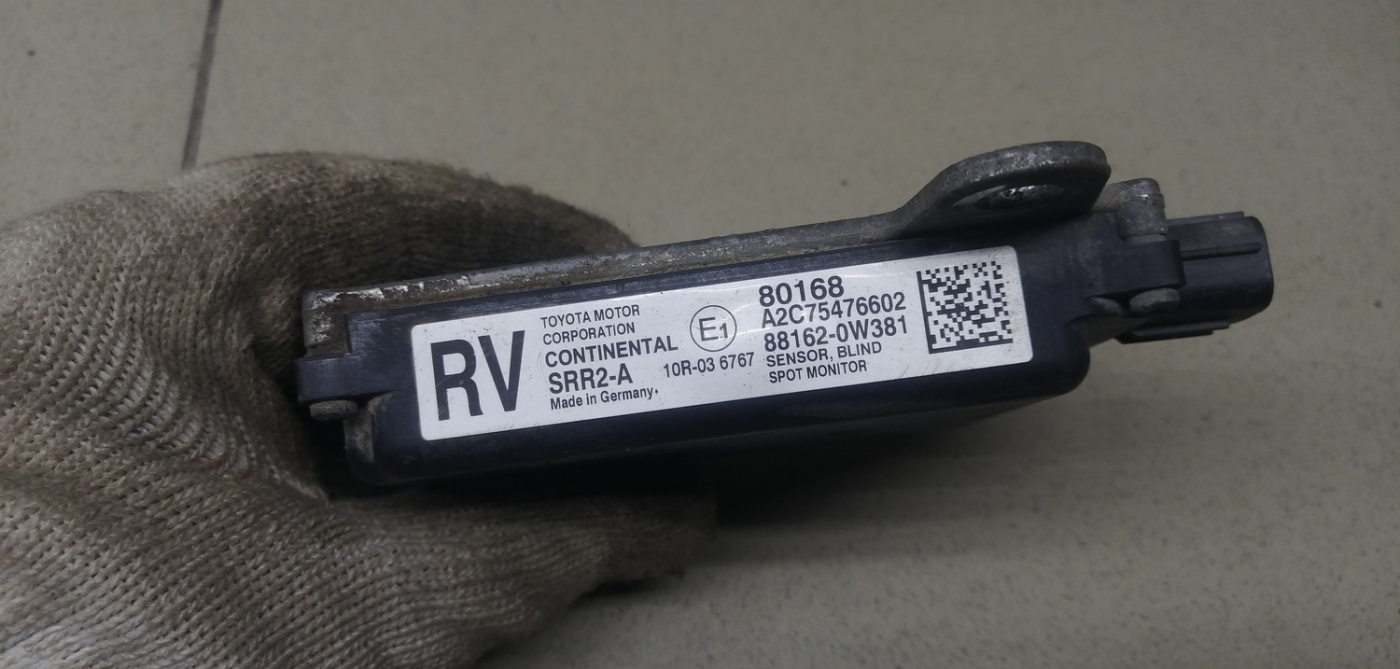 RV
TOYOTA MOTOR
CORPORATION
CONTINENTAL
SRR2-A
Made in Germany.
E1
10R-03 6767
80168
A2C75476602
88162-0W381
SENSOR, BLIND
SPOT MONITOR